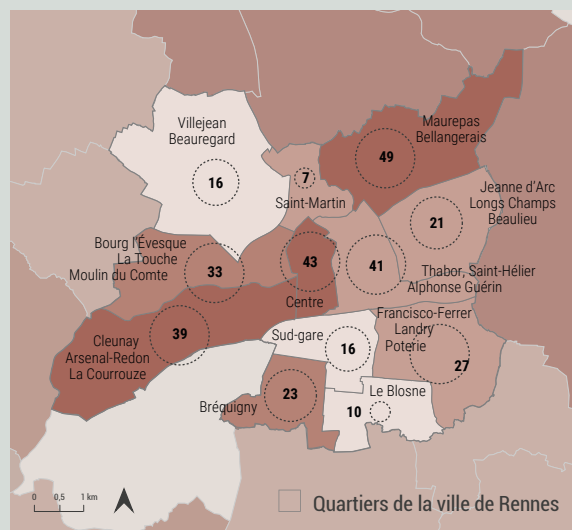 Villejean
Beauregard
16
7
Saint-Martin
Maurepas
Bellangerais
49
Jeanne d'Arc
Longs Champs
Beaulieu
21
Bourg l'Évesque
La Touche
Moulin du Comte
33
43
Centre
41
Thabor, Saint-Hélier
Alphonse Guérin
Cleunay
Arsenal-Redon
La Courrouze
39
Sud-gare
16
Francisco-Ferrer
Landry
Poterie
27
Bréquigny
23
Le Blosne
10
0 0,5 1 km
Quartiers de la ville de Rennes